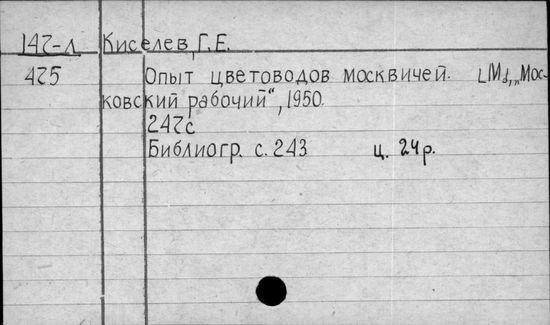 147-л Киселев, Г.Е.
475 Опыт цветоводов москвичей. [М.], „Мос-
ковский рабочий“, 1950.
247с
Библиогр. с. 243 ц. 24р.